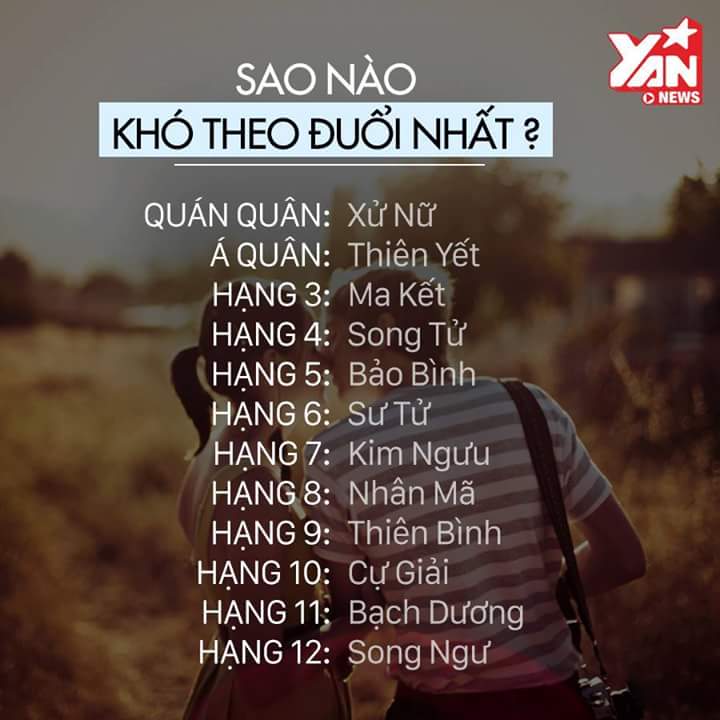 YAN
NEWS
SAO NÀO
KHÓ THEO ĐUỔI NHẤT ?
QUÁN QUÂN: Xử Nữ
Á QUÂN: Thiên Yết
HẠNG 3: Ma Kết
HẠNG 4: Song Tử
HẠNG 5: Bảo Bình
HẠNG 6: Sư Tử
HẠNG 7: Kim Ngưu
HẠNG 8: Nhân Mã
HẠNG 9: Thiên Bình
HẠNG 10: Cự Giải
HẠNG 11: Bạch Dương
HẠNG 12: Song Ngư